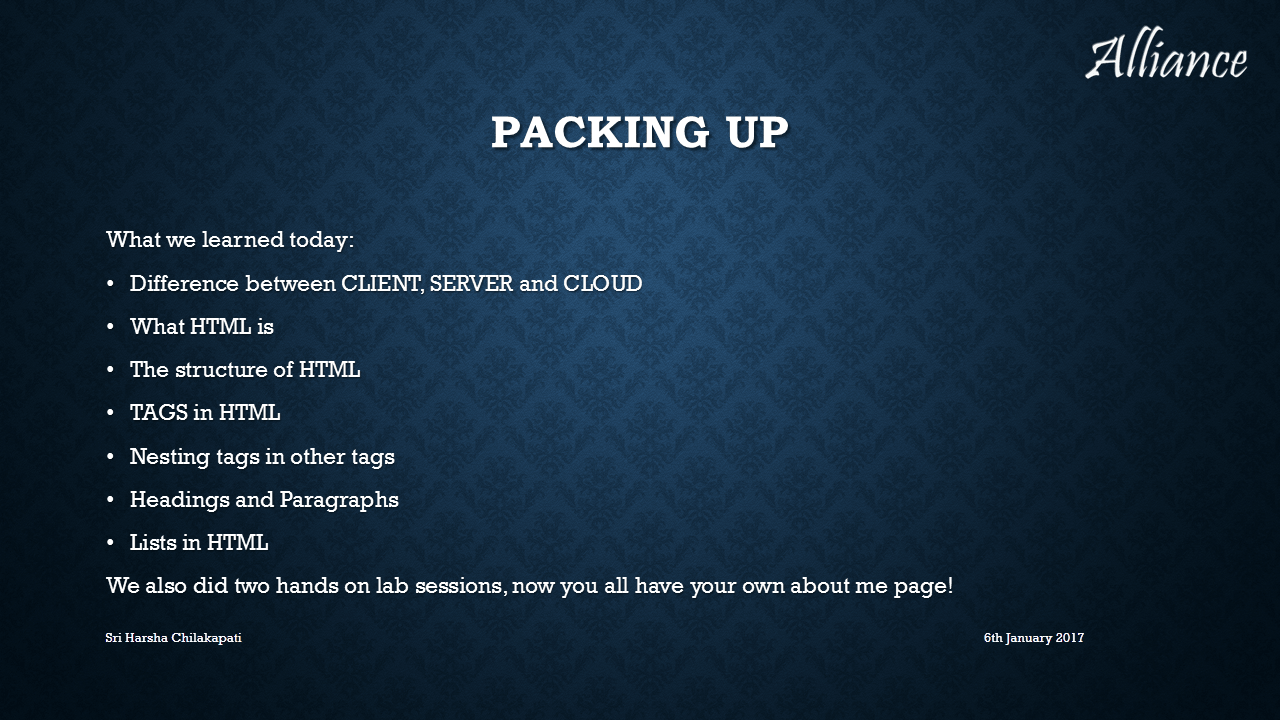 Alliance
PACKING UP
What we learned today:
• Difference between CLIENT, SERVER and CLOUD
• What HTML is
• The structure of HTML
• TAGS in HTML
• Nesting tags in other tags
• Headings and Paragraphs
• Lists in HTML
We also did two hands on lab sessions, now you all have your own about me page!
Sri Harsha Chilakapati
6th January 2017